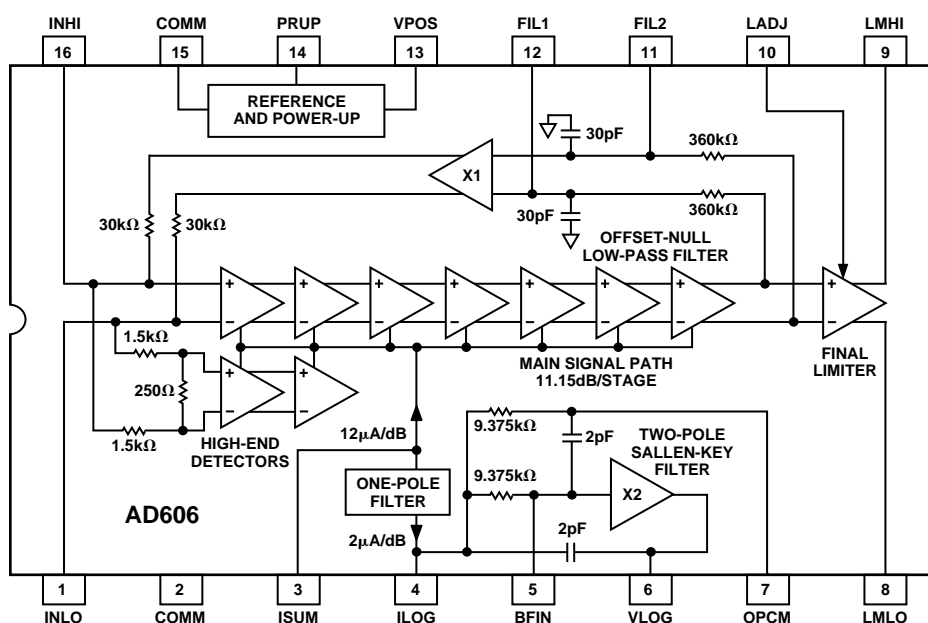 INHI COMM PRUP VPOS FIL1 FIL2 LADJ LMHI
16 15 14 13 12 11 10 9
REFERENCE
AND POWER-UP
30pF
360kΩ
X1
30pF
360kΩ
30kΩ 30kΩ
OFFSET-NULL
LOW-PASS FILTER
+ + + + + + + +
– – – – – – – –
1.5kΩ
MAIN SIGNAL PATH
11.15dB/STAGE
FINAL
LIMITER
+ +
250Ω
– –
1.5kΩ
HIGH-END
DETECTORS
12μA/dB
9.375kΩ
2pF
TWO-POLE
SALLEN-KEY
FILTER
ONE-POLE
FILTER
9.375kΩ
X2
AD606
2μA/dB
2pF
1 2 3 4 5 6 7 8
INLO COMM ISUM ILOG BFIN VLOG OPCM LMLO